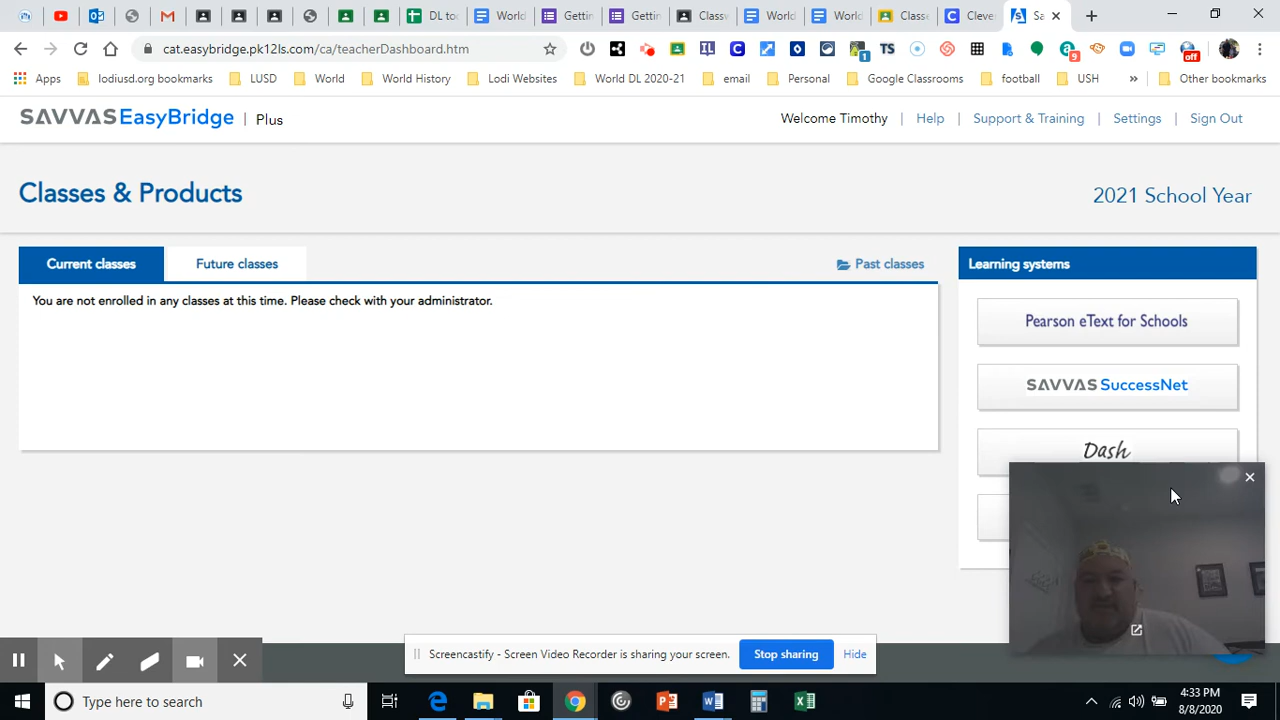 DL to
World
Gettin
Gettin
Classw
World
World
Classe
Clever
Sa
cat.easybridge.pk12ls.com/ca/teacherDashboard.htm
Apps
lodiusd.org bookmarks
LUSD
World
World History
Lodi Websites
World DL 2020-21
email
Personal
Google Classrooms
football
USH
»
Other bookmarks
SAVVAS EasyBridge | Plus
Welcome Timothy | Help | Support & Training | Settings | Sign Out
Classes & Products
2021 School Year
Current classes
Future classes
Past classes
Learning systems
You are not enrolled in any classes at this time. Please check with your administrator.
Pearson eText for Schools
SAVVAS SuccessNet
Dash
Screencastify - Screen Video Recorder is sharing your screen.
Stop sharing
Hide
Type here to search
4:33 PM
8/8/2020